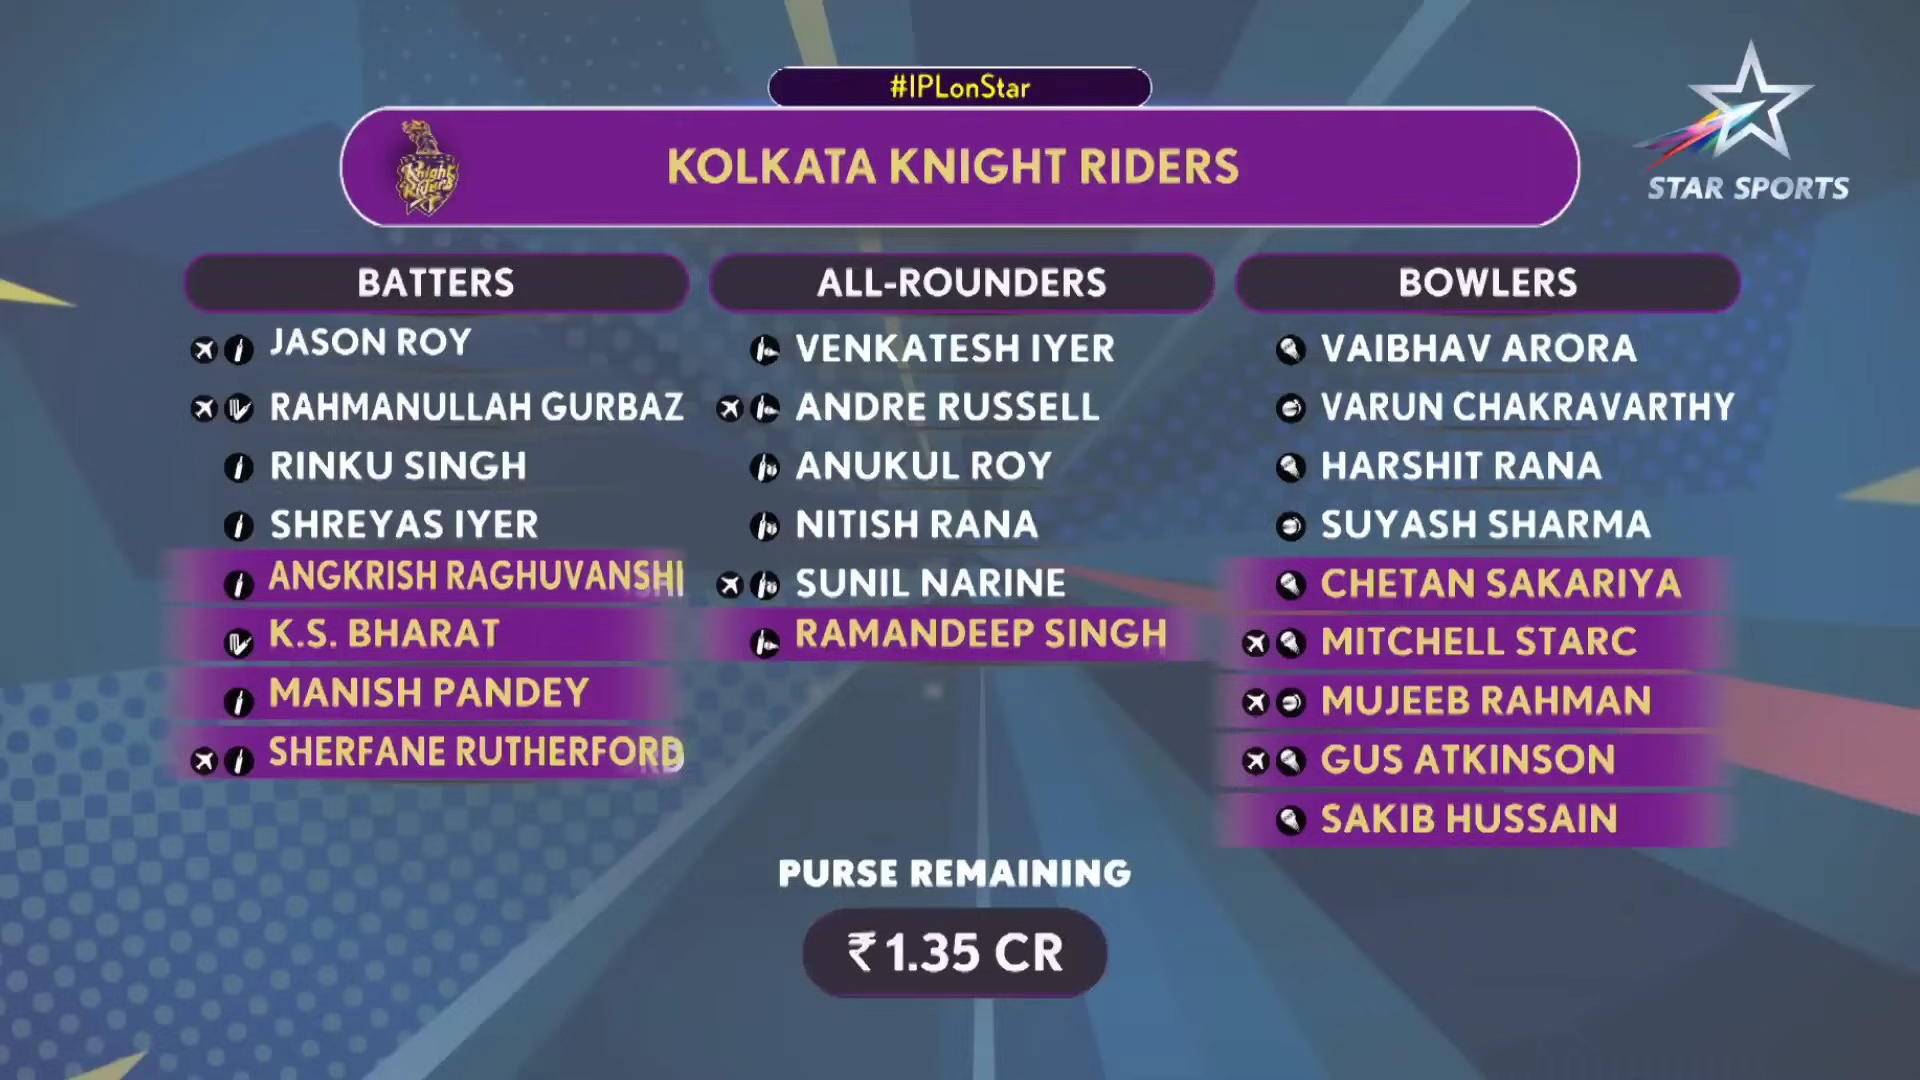 #IPLonStar
Knight Riders
KOLKATA KNIGHT RIDERS
STAR SPORTS
BATTERS
JASON ROY
RAHMANULLAH GURBAZ
RINKU SINGH
SHREYAS IYER
ANGKRISH RAGHUVANSHI
K.S. BHARAT
MANISH PANDEY
SHERFANE RUTHERFORD
ALL-ROUNDERS
VENKATESH IYER
ANDRE RUSSELL
ANUKUL ROY
NITISH RANA
SUNIL NARINE
RAMANDEEP SINGH
BOWLERS
VAIBHAV ARORA
VARUN CHAKRAVARTHY
HARSHIT RANA
SUYASH SHARMA
CHETAN SAKARIYA
MITCHELL STARC
MUJEEB RAHMAN
GUS ATKINSON
SAKIB HUSSAIN
PURSE REMAINING
₹1.35 CR